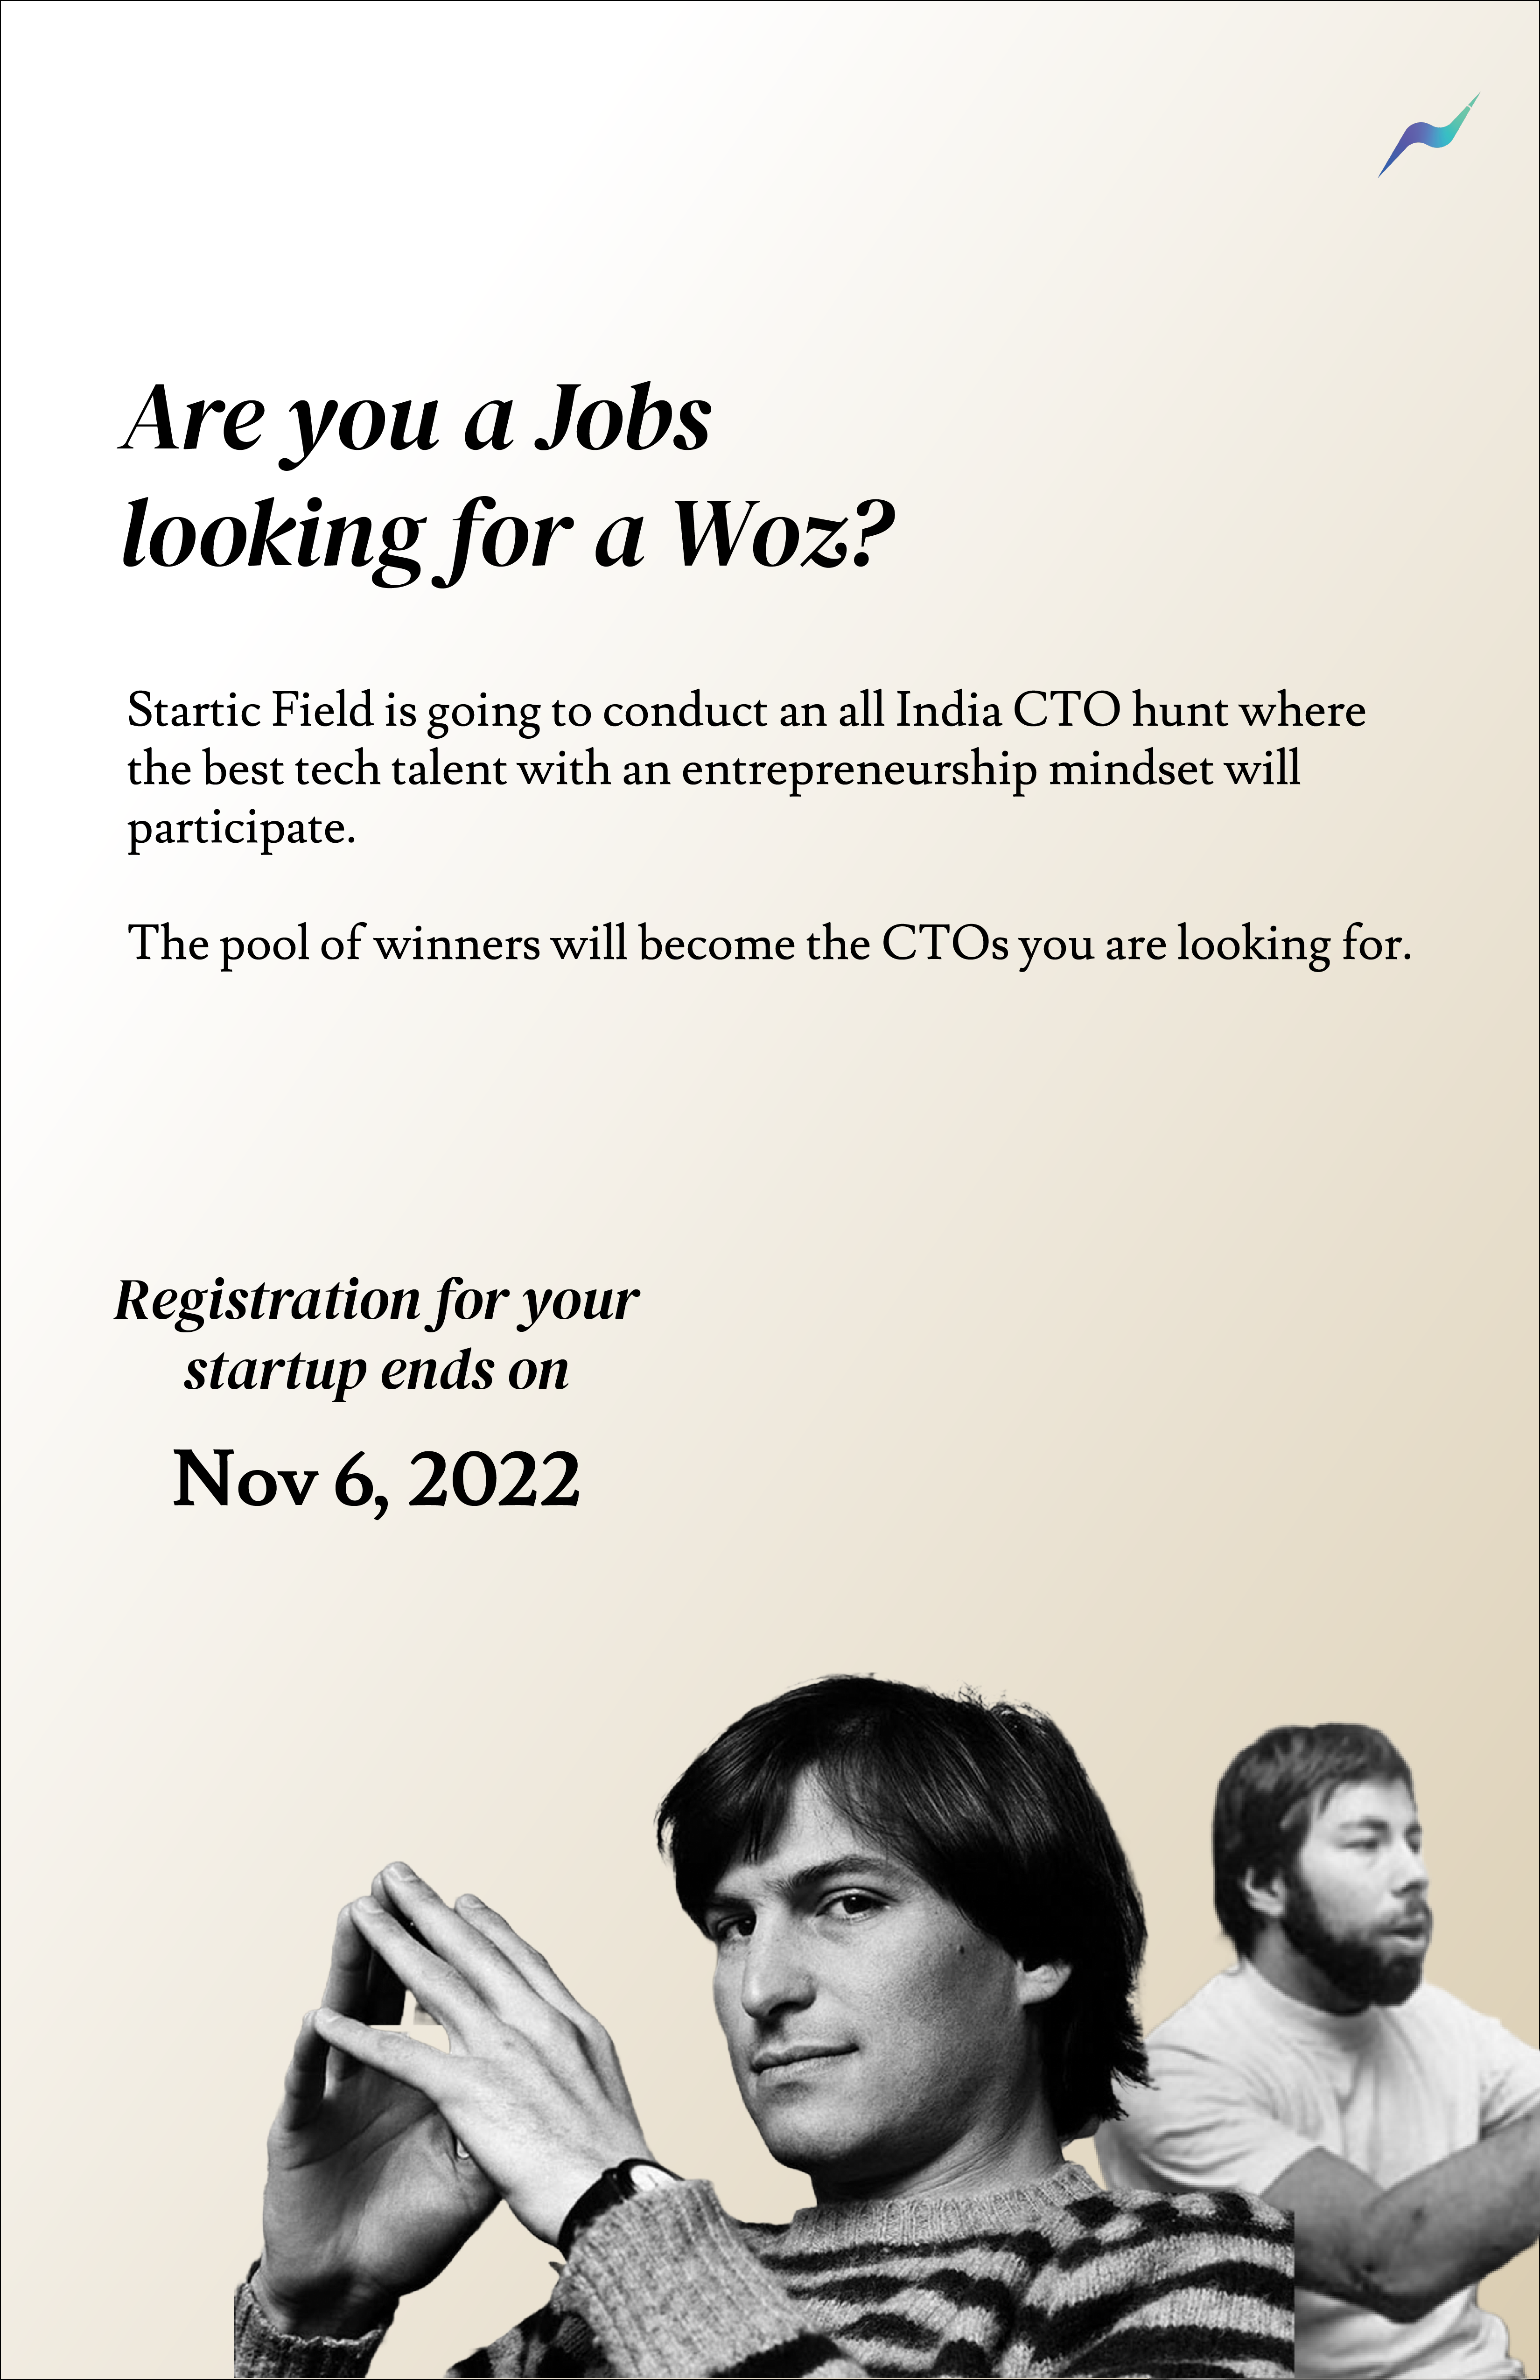 Are you a Jobs
looking for a Woz?
Startic Field is going to conduct an all India CTO hunt where
the best tech talent with an entrepreneurship mindset will
participate.
The pool of winners will become the CTOs you are looking for.
Registration for your
startup ends on
Nov 6, 2022